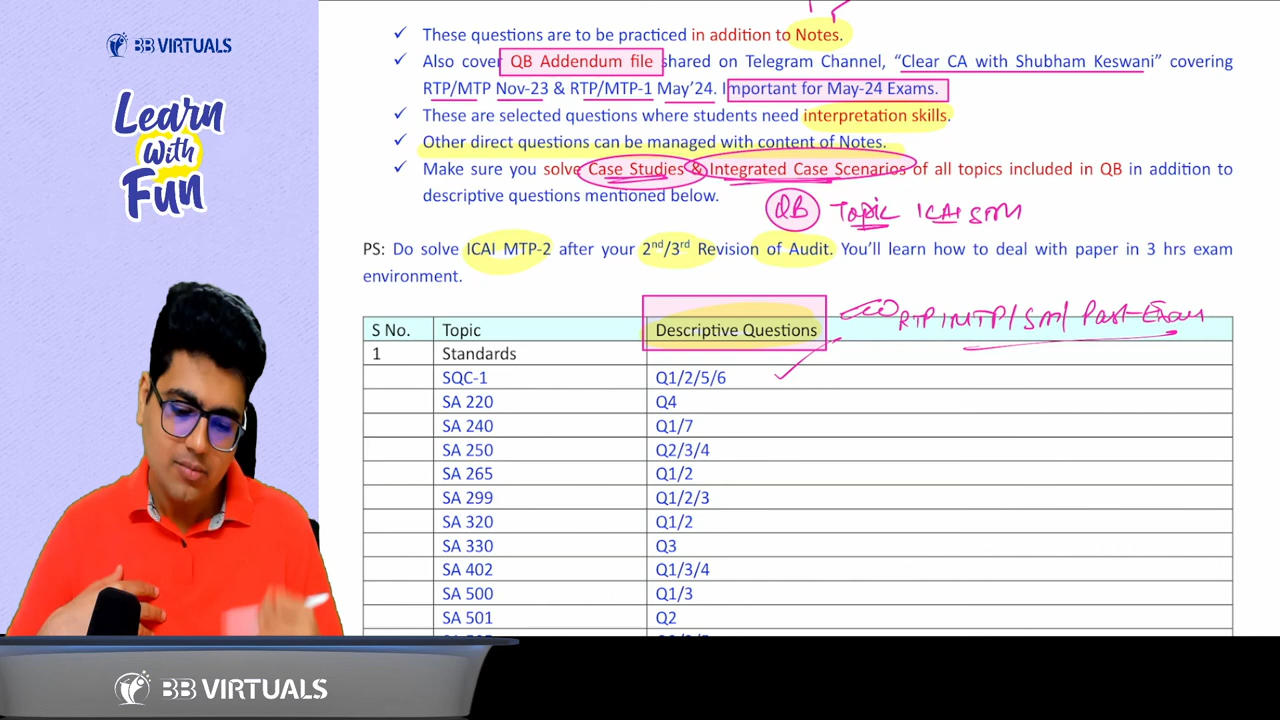 BB VIRTUALS
Learn
With
Fun
✓ These questions are to be practiced in addition to Notes.
✓ Also cover QB Addendum file shared on Telegram Channel, “Clear CA with Shubham Keswani” covering
RTP/MTP Nov-23 & RTP/MTP-1 May’24. Important for May-24 Exams.
✓ These are selected questions where students need interpretation skills.
✓ Other direct questions can be managed with content of Notes.
✓ Make sure you solve Case Studies & Integrated Case Scenarios of all topics included in QB in addition to
descriptive questions mentioned below.
QB Topic ICAI SM
PS: Do solve ICAI MTP-2 after your 2nd/3rd Revision of Audit. You’ll learn how to deal with paper in 3 hrs exam
environment.
RTP/MTP/SM/ Past-Exam
S No. Topic Descriptive Questions
1 Standards
SQC-1 Q1/2/5/6
SA 220 Q4
SA 240 Q1/7
SA 250 Q2/3/4
SA 265 Q1/2
SA 299 Q1/2/3
SA 320 Q1/2
SA 330 Q3
SA 402 Q1/3/4
SA 500 Q1/3
SA 501 Q2
BB VIRTUALS